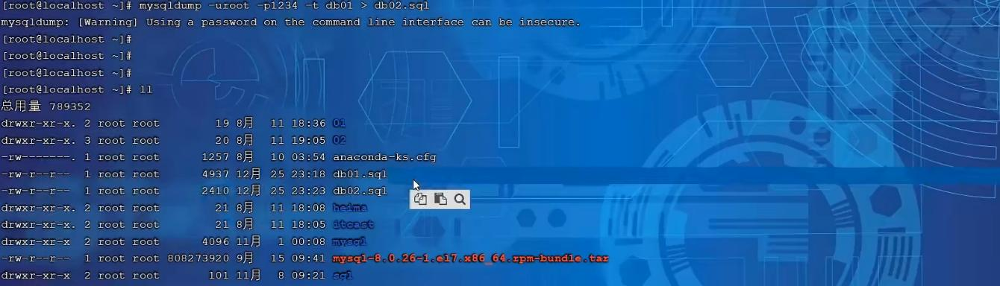 [root@localhost ~]# mysqldump -uroot -p1234 -t db01 > db02.sql
mysqldump: [Warning] Using a password on the command line interface can be insecure.
[root@localhost ~]#
[root@localhost ~]#
[root@localhost ~]#
[root@localhost ~]# ll
总用量 789352
drwxr-xr-x. 2 root root 19 8月 11 18:36 01
drwxr-xr-x. 3 root root 20 8月 11 19:05 02
-rw-------. 1 root root 1257 8月 10 03:54 anaconda-ks.cfg
-rw-r--r-- 1 root root 4937 12月 25 23:18 db01.sql
-rw-r--r-- 1 root root 2410 12月 25 23:23 db02.sql
drwxr-xr-x. 2 root root 21 8月 11 18:08 heima
drwxr-xr-x. 2 root root 21 8月 11 18:05 itcast
drwxr-xr-x 2 root root 4096 11月 1 00:08 mysql
-rw-r--r-- 1 root root 808273920 9月 15 09:41 mysql-8.0.26-1.el7.x86_64.rpm-bundle.tar
drwxr-xr-x 2 root root 101 11月 8 09:21 sql